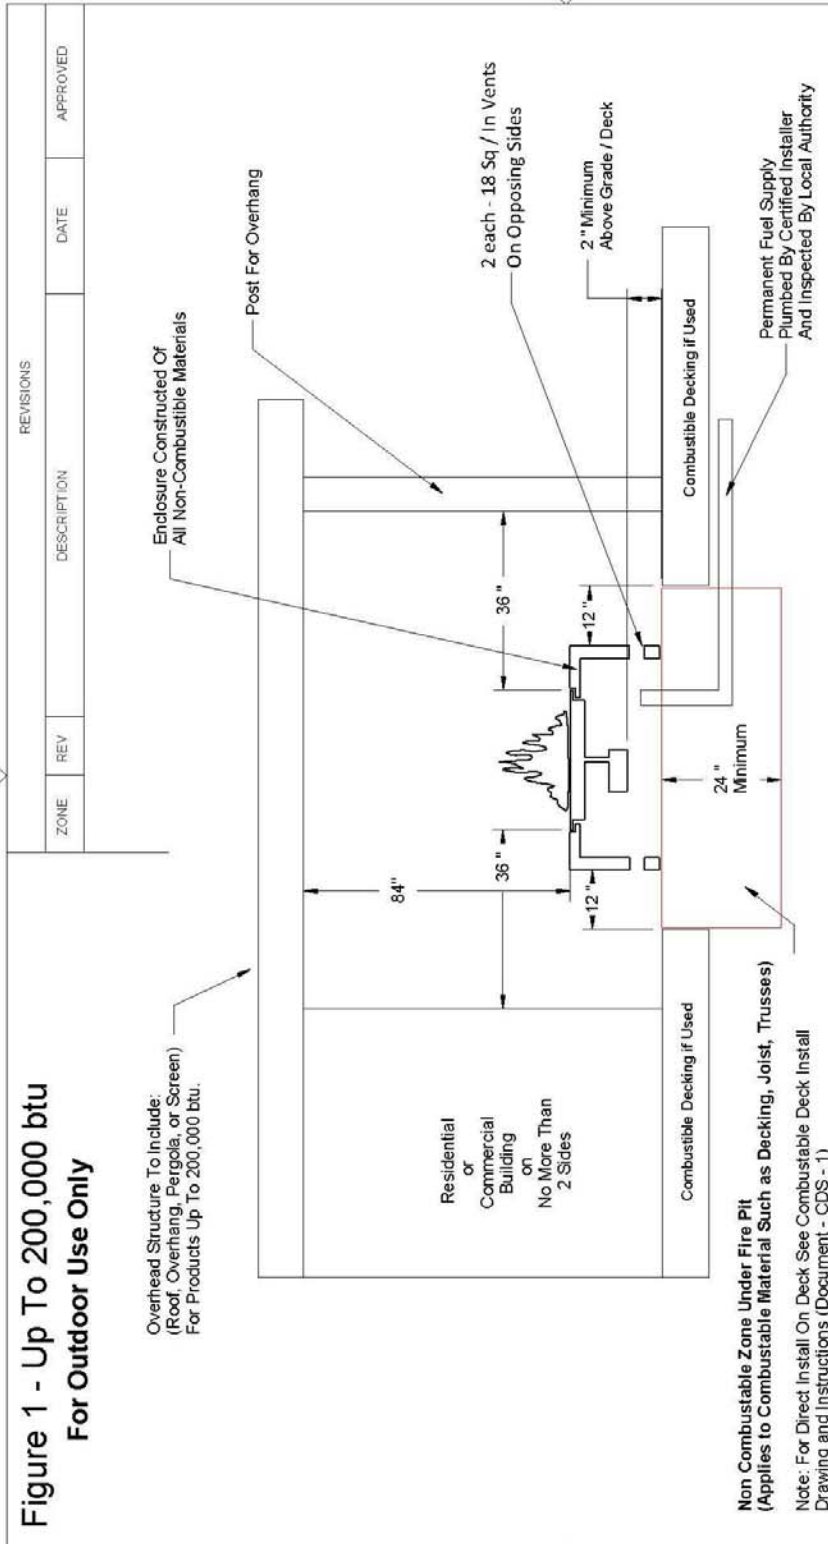 Figure 1 - Up To 200,000 btu
For Outdoor Use Only
REVISIONS
ZONE
REV
DESCRIPTION
DATE
APPROVED
Overhead Structure To Include:
(Roof, Overhang, Pergola, or Screen)
For Products Up To 200,000 btu.
Enclosure Constructed Of
All Non-Combustible Materials
Post For Overhang
2 each - 18 Sq / In Vents
On Opposing Sides
2" Minimum
Above Grade / Deck
84"
36"
36"
12"
12"
Residential
or
Commercial
Building
on
No More Than
2 Sides
Combustible Decking if Used
Combustible Decking if Used
24"
Minimum
Permanent Fuel Supply
Plumbed By Certified Installer
And Inspected By Local Authority
Non Combustable Zone Under Fire Pit
(Applies to Combustable Material Such as Decking, Joist, Trusses)
Note: For Direct Install On Deck See Combustable Deck Install
Drawing and Instructions (Document - CDS - 1)